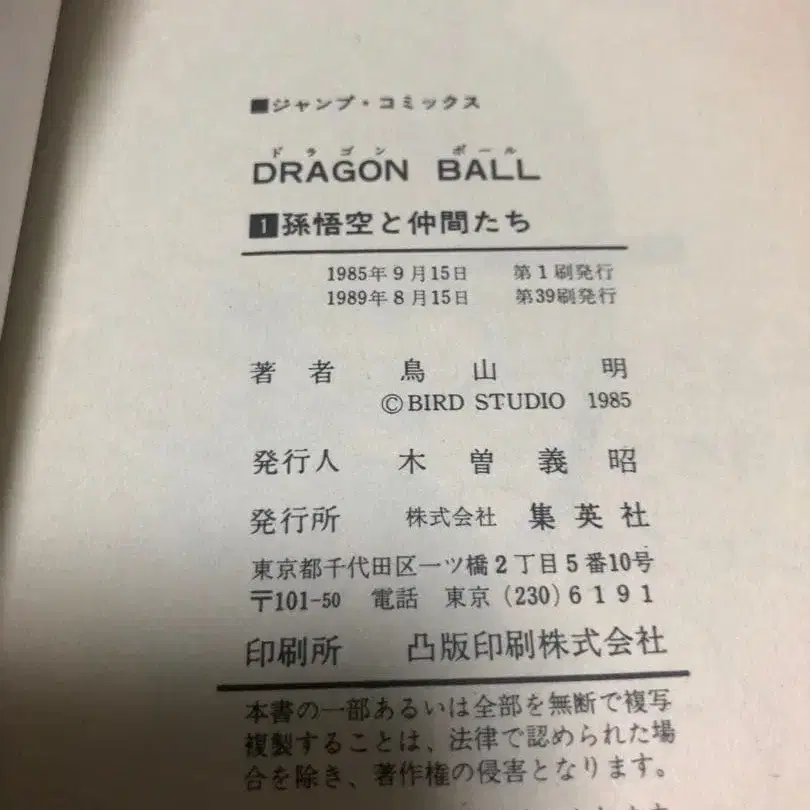 ■ジャンプ・コミックス
ドラゴン ボール
DRAGON BALL
1孫悟空と仲間たち
1985年9月15日 第1刷発行
1989年8月15日 第39刷発行
著者 鳥山 明
©BIRD STUDIO 1985
発行人 木曽義昭
発行所 株式会社 集英社
東京都千代田区一ツ橋2丁目5番10号
〒101-50 電話 東京(230)6191
印刷所 凸版印刷株式会社
本書の一部あるいは全部を無断で複写
複製することは、法律で認められた場
合を除き、著作権の侵害となります。